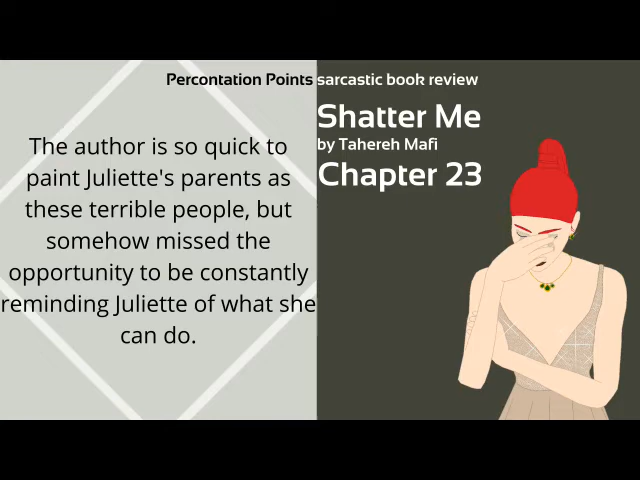 Percontation Points sarcastic book review
Shatter Me
by Tahereh Mafi
Chapter 23
The author is so quick to
paint Juliette's parents as
these terrible people, but
somehow missed the
opportunity to be constantly
reminding Juliette of what she
can do.